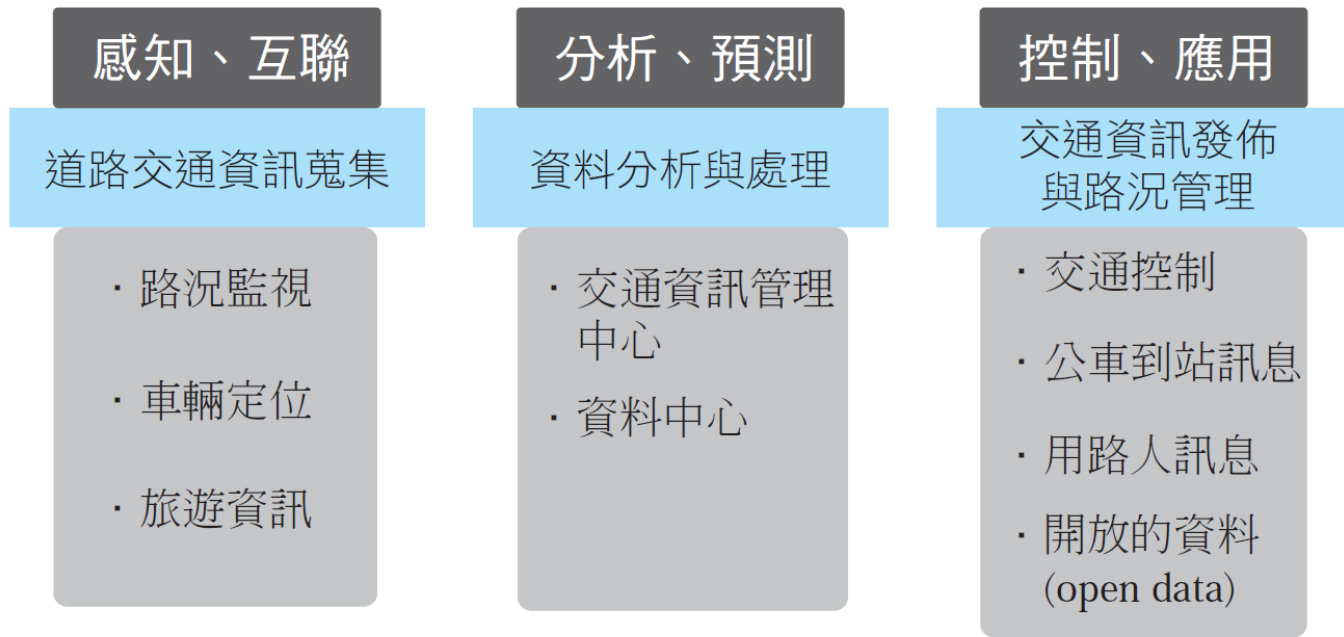 感知、互聯
道路交通資訊蒐集
· 路況監視
· 車輛定位
· 旅遊資訊
分析、預測
資料分析與處理
· 交通資訊管理
中心
· 資料中心
控制、應用
交通資訊發佈
與路況管理
· 交通控制
· 公車到站訊息
· 用路人訊息
· 開放的資料
(open data)